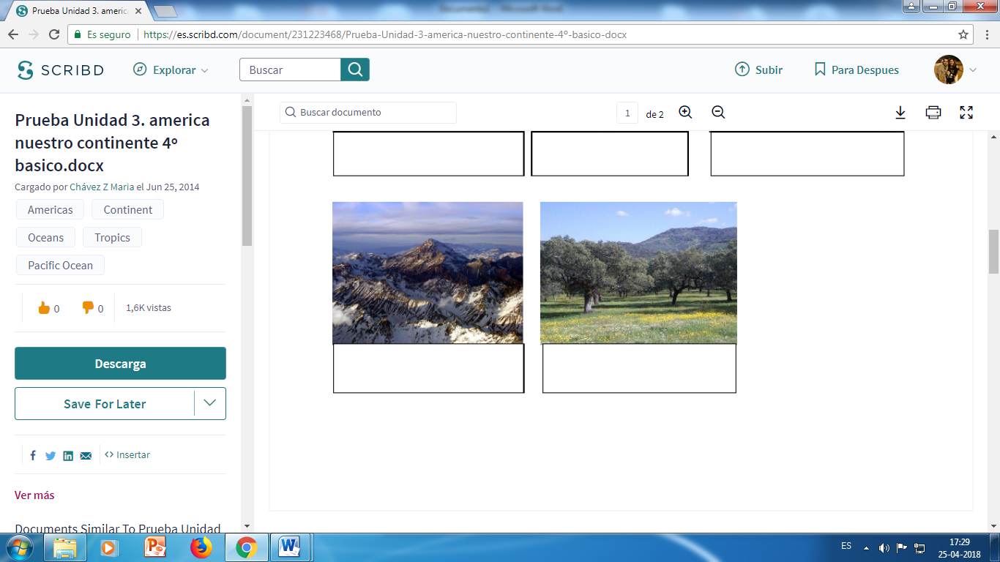 Prueba Unidad 3. americ
Es seguro
https://es.scribd.com/document/231223468/Prueba-Unidad-3-america-nuestro-continente-4º-basico-docx
SCRIBD
Explorar
Buscar
Subir
Para Despues
Prueba Unidad 3. america
nuestro continente 4º
basico.docx
Cargado por Chávez Z Maria el Jun 25, 2014
Americas
Continent
Oceans
Tropics
Pacific Ocean
0
0
1,6K vistas
Descarga
Save For Later
Insertar
Ver más
Documents Similar To Prueba Unidad
Buscar documento
1
de 2
ES
17:29
25-04-2018